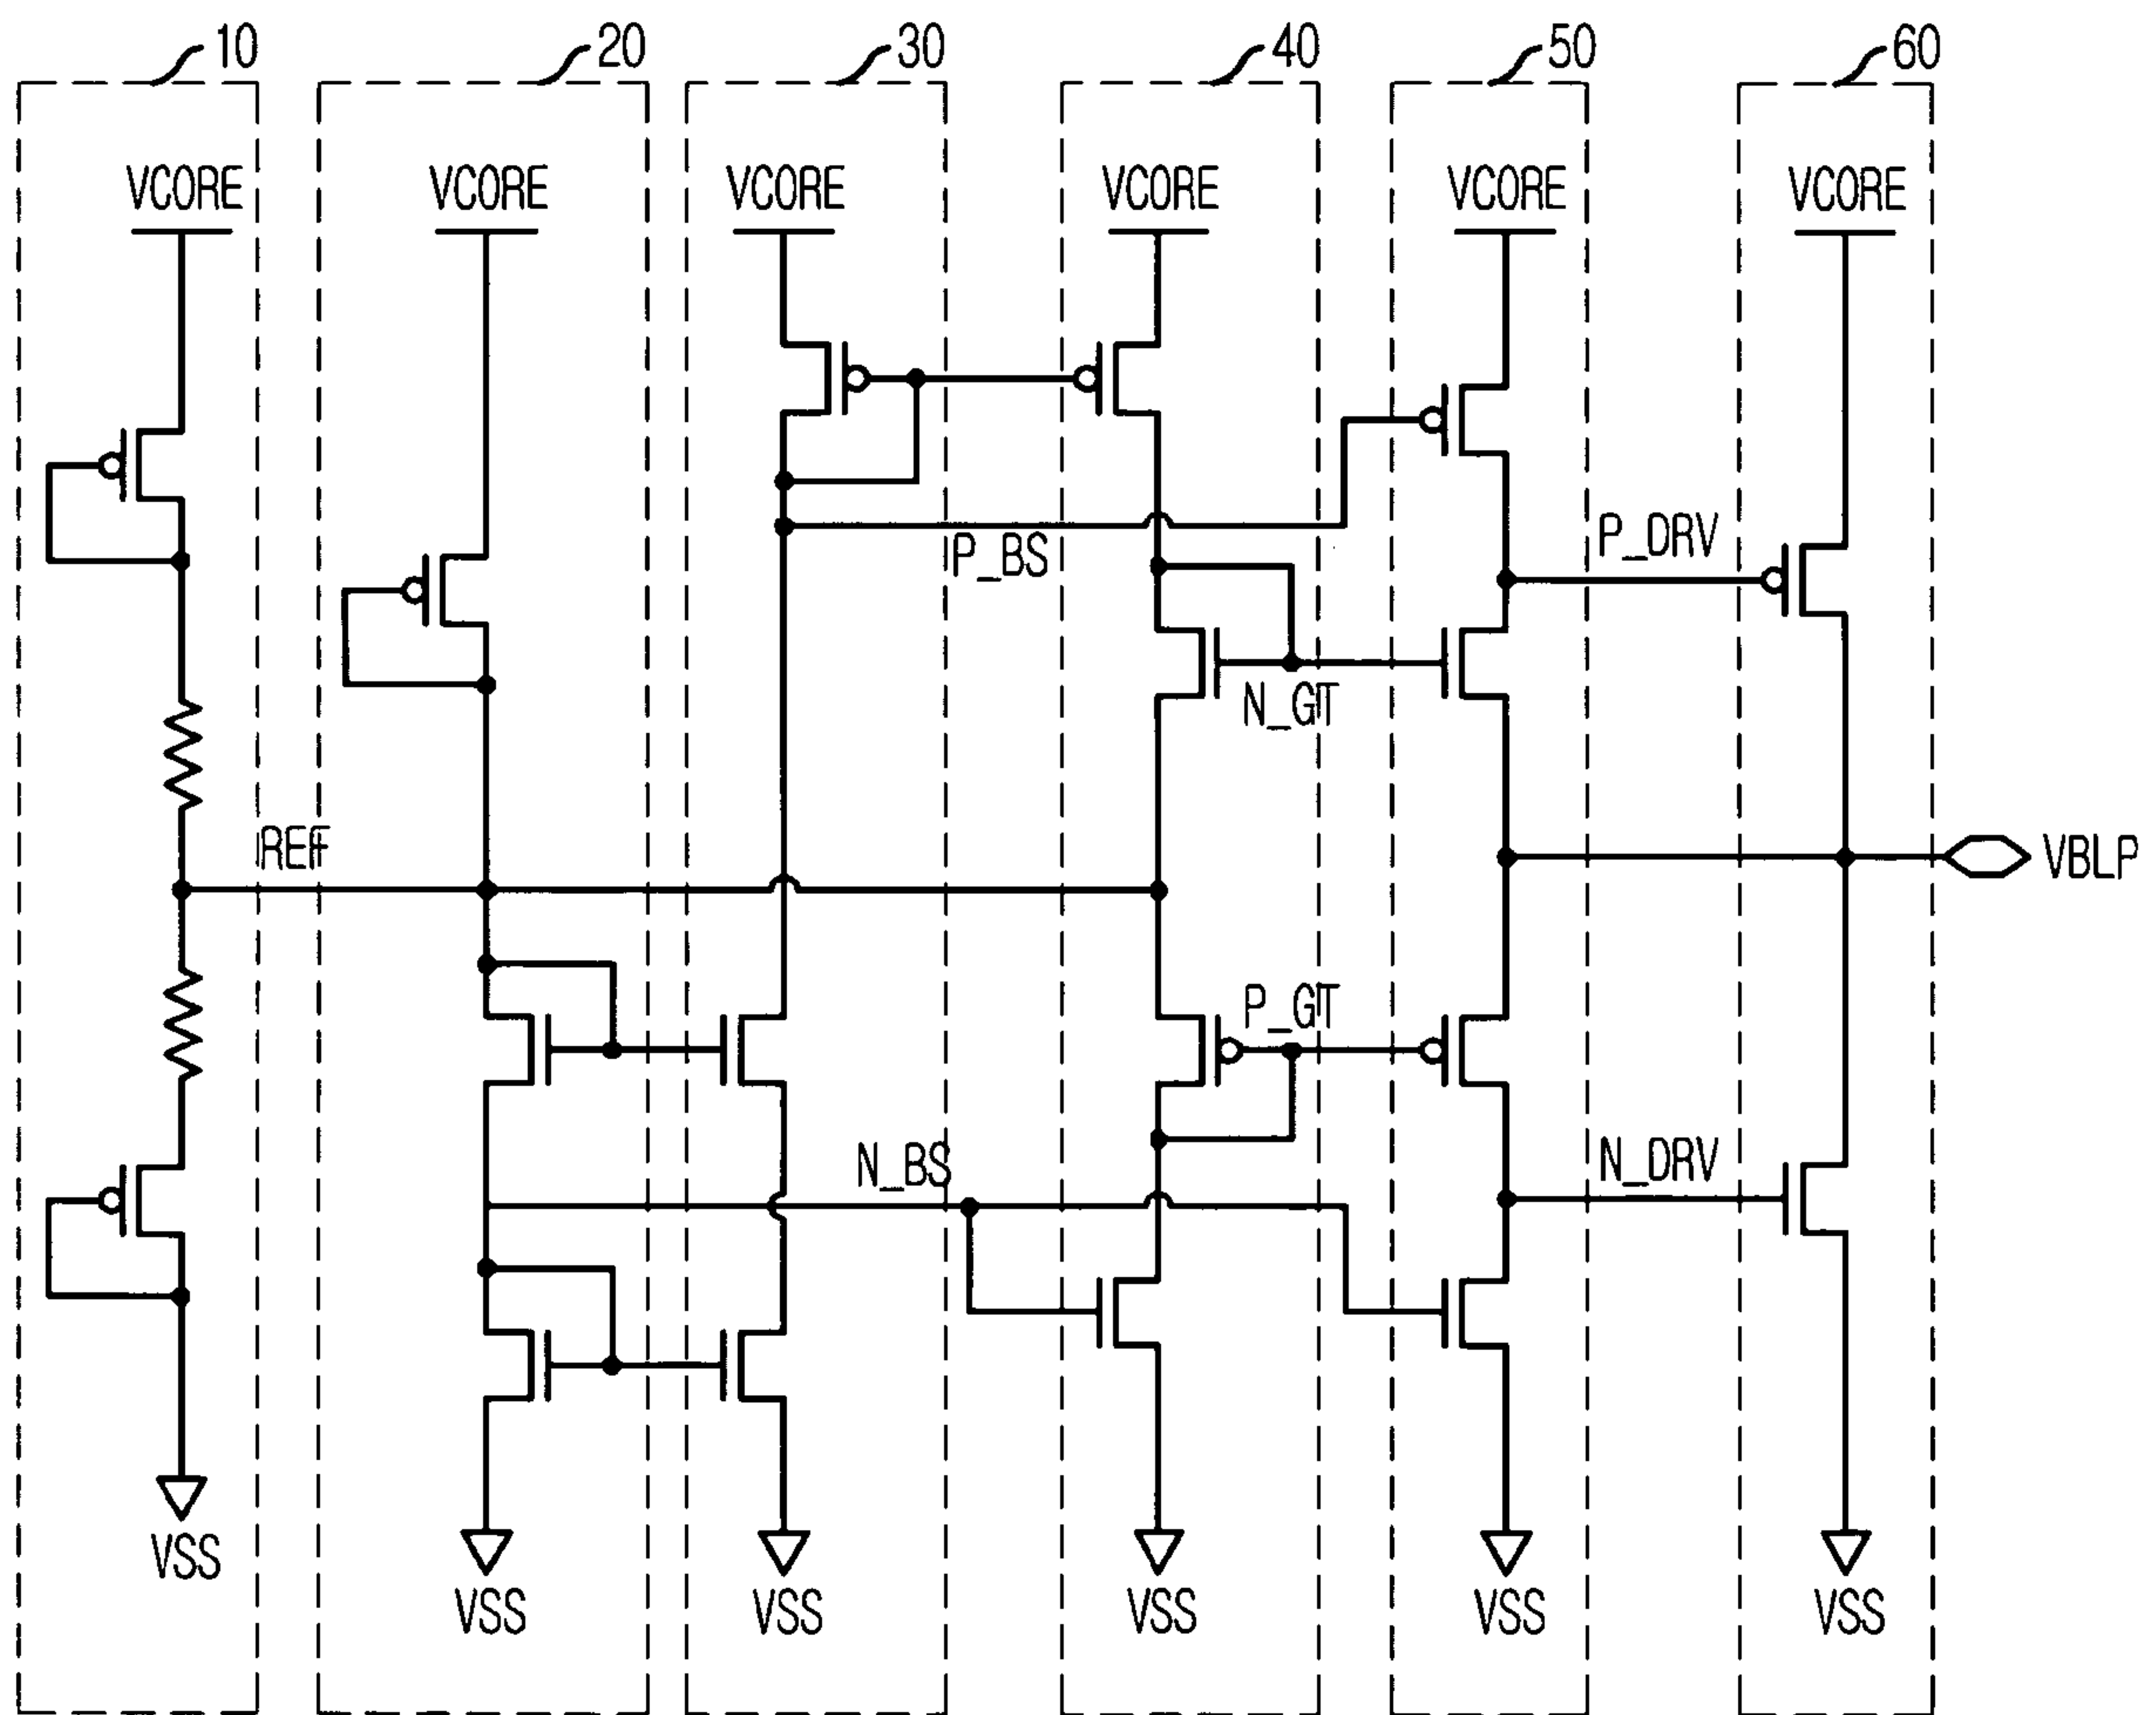 10 20 30 40 50 60
VCORE VCORE VCORE VCORE VCORE VCORE
P_DRV
P_BS
N_GT
REF
VBLP
P_GT
N_BS
N_DRV
VSS
VSS VSS VSS VSS VSS